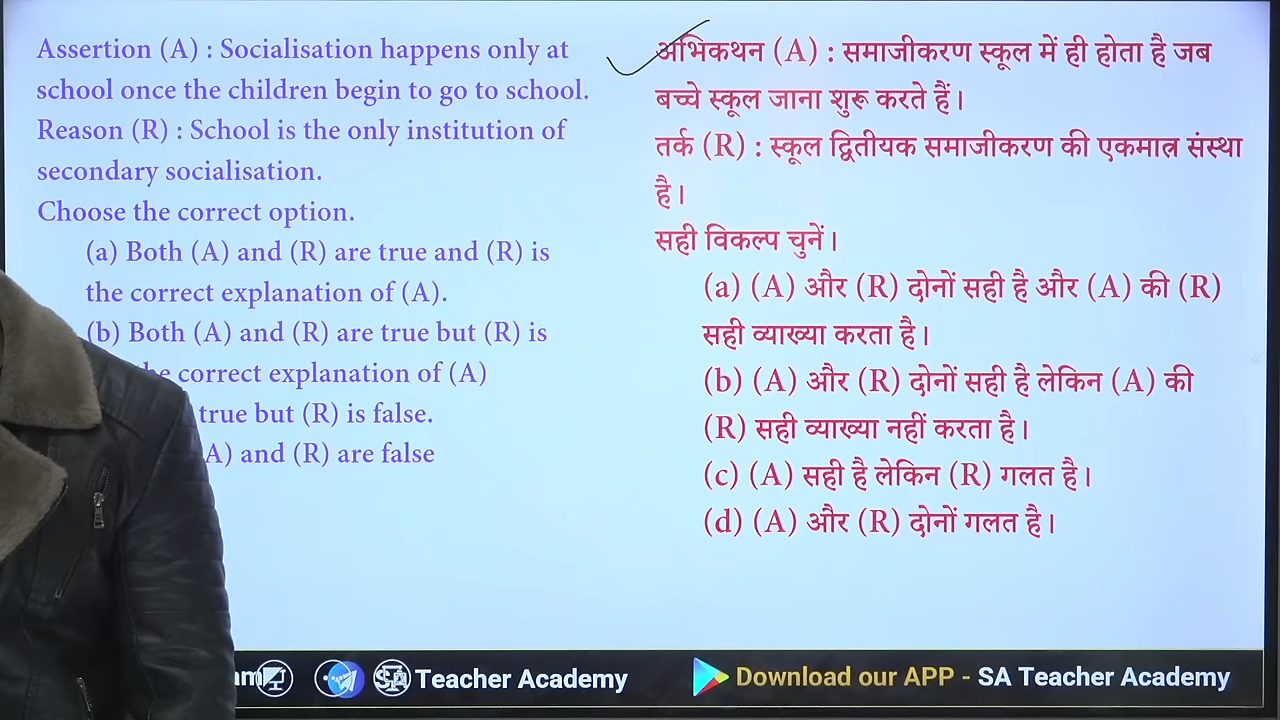 Assertion (A) : Socialisation happens only at
school once the children begin to go to school.
Reason (R) : School is the only institution of
secondary socialisation.
Choose the correct option.
(a) Both (A) and (R) are true and (R) is
the correct explanation of (A).
(b) Both (A) and (R) are true but (R) is
correct explanation of (A)
true but (R) is false.
and (R) are false
अभिकथन (A) : समाजीकरण स्कूल में ही होता है जब
बच्चे स्कूल जाना शुरू करते हैं।
तर्क (R) : स्कूल द्वितीयक समाजीकरण की एकमात्र संस्था
है।
सही विकल्प चुनें।
(a) (A) और (R) दोनों सही है और (A) की (R)
सही व्याख्या करता है।
(b) (A) और (R) दोनों सही है लेकिन (A) की
(R) सही व्याख्या नहीं करता है।
(c) (A) सही है लेकिन (R) गलत है।
(d) (A) और (R) दोनों गलत है।
Teacher Academy
Download our APP - SA Teacher Academy